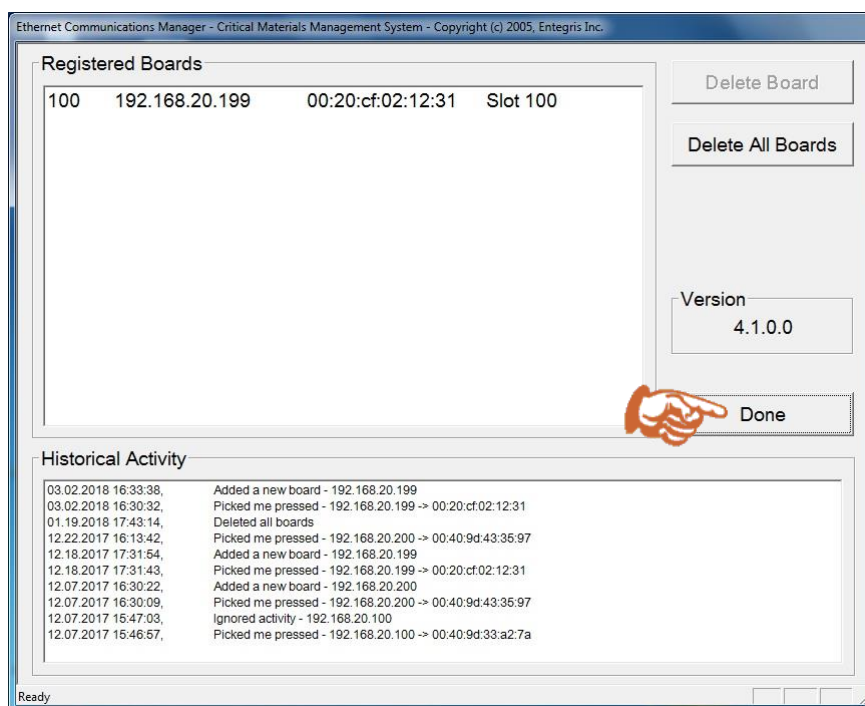 Ethernet Communications Manager - Critical Materials Management System - Copyright (c) 2005, Entegris Inc.
Registered Boards
100 192.168.20.199 00:20:cf:02:12:31 Slot 100
Delete Board
Delete All Boards
Version
4.1.0.0
Done
Historical Activity
03.02.2018 16:33:38, Added a new board - 192.168.20.199
03.02.2018 16:30:32, Picked me pressed - 192.168.20.199 -> 00:20:cf:02:12:31
01.19.2018 17:43:14, Deleted all boards
12.22.2017 16:13:42, Picked me pressed - 192.168.20.200 -> 00:40:9d:43:35:97
12.18.2017 17:31:54, Added a new board - 192.168.20.199
12.18.2017 17:31:43, Picked me pressed - 192.168.20.199 -> 00:20:cf:02:12:31
12.07.2017 16:30:22, Added a new board - 192.168.20.200
12.07.2017 16:30:09, Picked me pressed - 192.168.20.200 -> 00:40:9d:43:35:97
12.07.2017 15:47:03, Ignored activity - 192.168.20.100
12.07.2017 15:46:57, Picked me pressed - 192.168.20.100 -> 00:40:9d:33:a2:7a
Ready